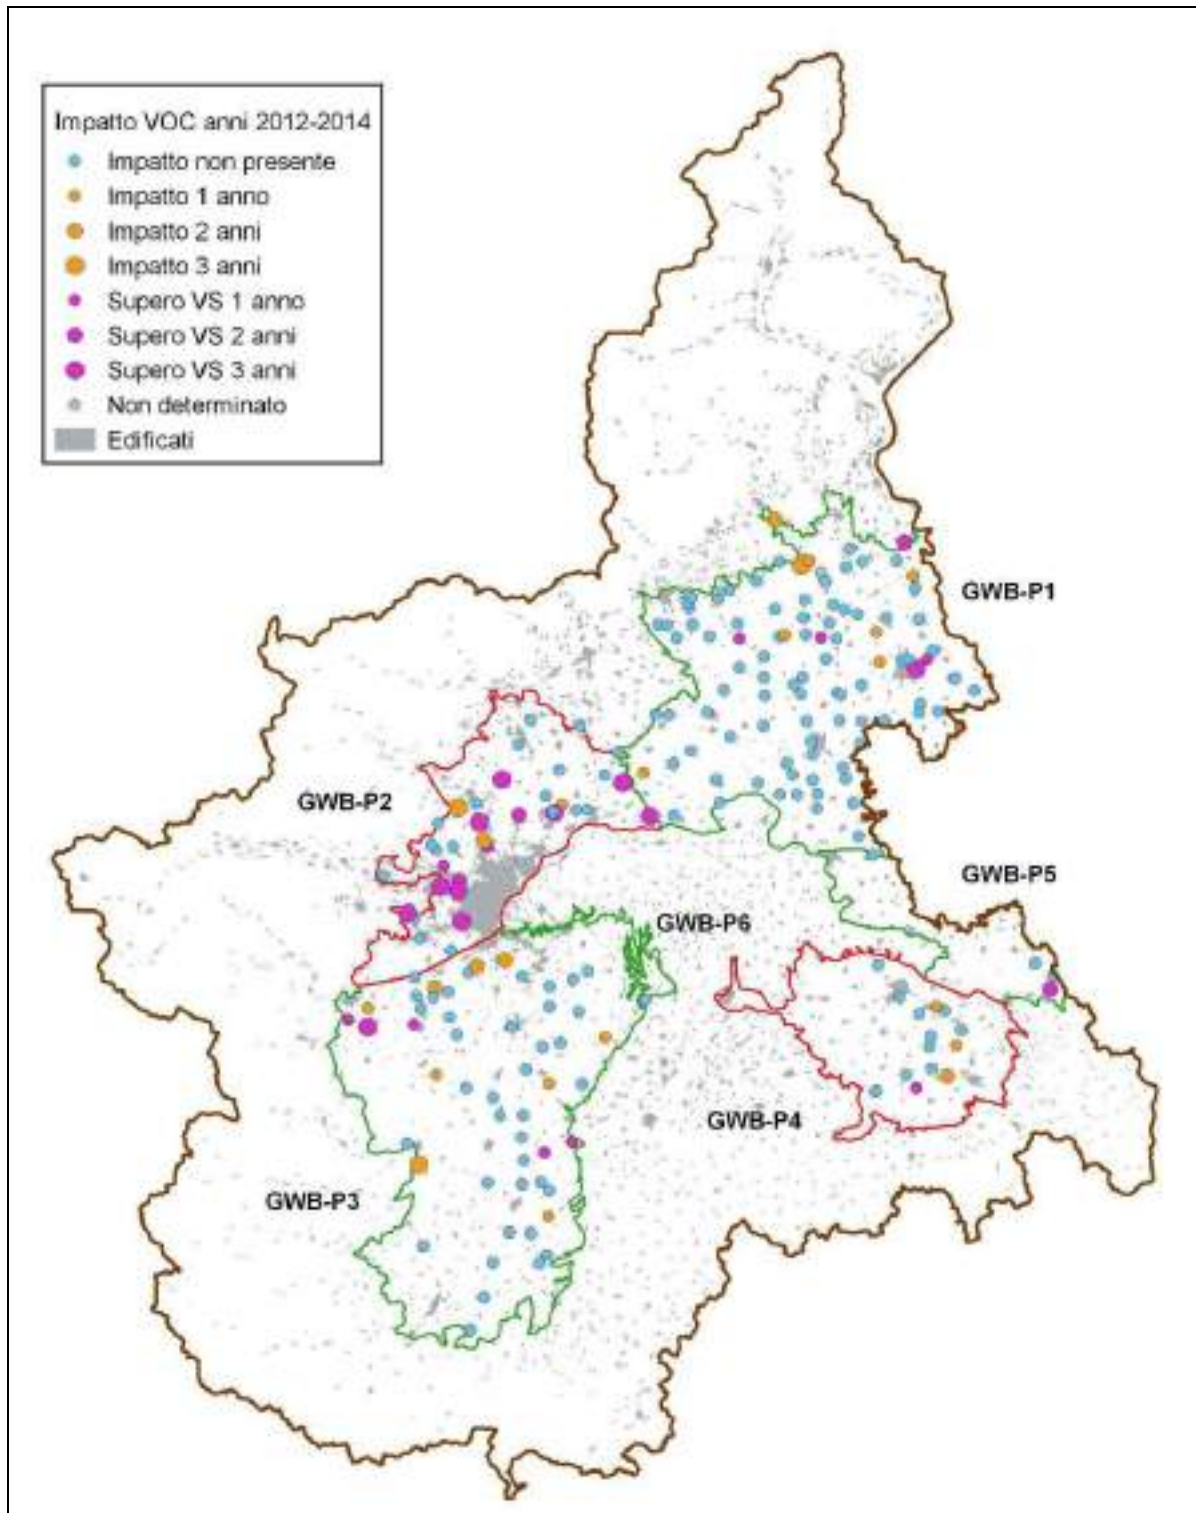 Impatto VOC anni 2012-2014
Impatto non presente
Impatto 1 anno
Impatto 2 anni
Impatto 3 anni
Supero VS 1 anno
Supero VS 2 anni
Supero VS 3 anni
Non determinato
Edificati
GWB-P1
GWB-P2
GWB-P5
GWB-P6
GWB-P4
GWB-P3